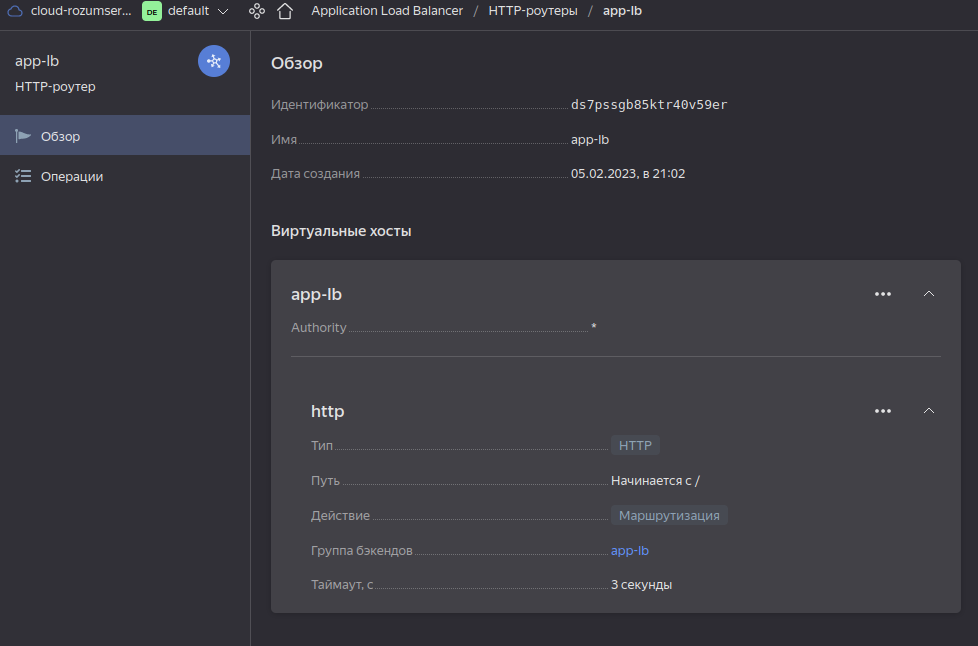 cloud-rozumser... DE default Application Load Balancer / HTTP-роутеры / app-lb
app-lb
HTTP-роутер
Обзор
Операции
Обзор
Идентификатор ds7pssgb85ktr40v59er
Имя app-lb
Дата создания 05.02.2023, в 21:02
Виртуальные хосты
app-lb
Authority *
http
Тип HTTP
Путь Начинается с /
Действие Маршрутизация
Группа бэкендов app-lb
Таймаут, с 3 секунды